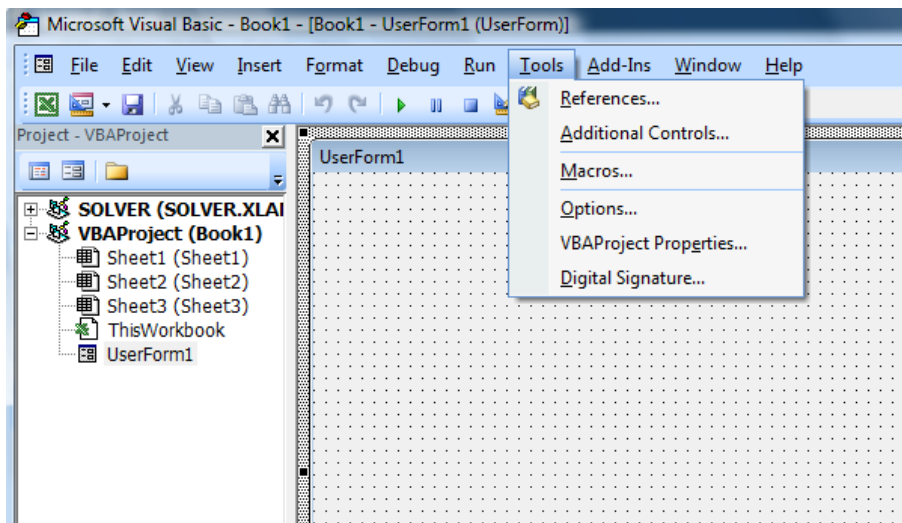 Microsoft Visual Basic - Book1 - [Book1 - UserForm1 (UserForm)]
File Edit View Insert Format Debug Run Tools Add-Ins Window Help
Project - VBAProject
SOLVER (SOLVER.XLAI
VBAProject (Book1)
Sheet1 (Sheet1)
Sheet2 (Sheet2)
Sheet3 (Sheet3)
ThisWorkbook
UserForm1
UserForm1
References...
Additional Controls...
Macros...
Options...
VBAProject Properties...
Digital Signature...